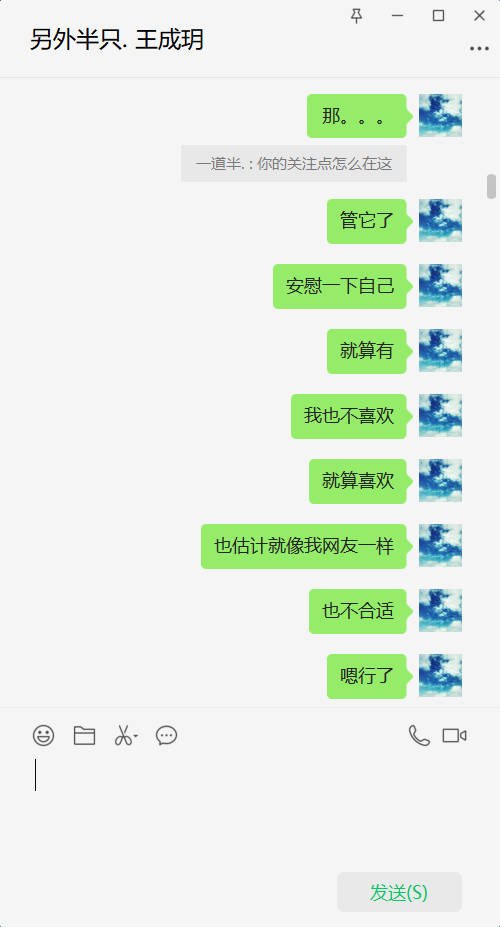 另外半只. 王成玥
那。。。
一道半. : 你的关注点怎么在这
管它了
安慰一下自己
就算有
我也不喜欢
就算喜欢
也估计就像我网友一样
也不合适
嗯行了
发送(S)